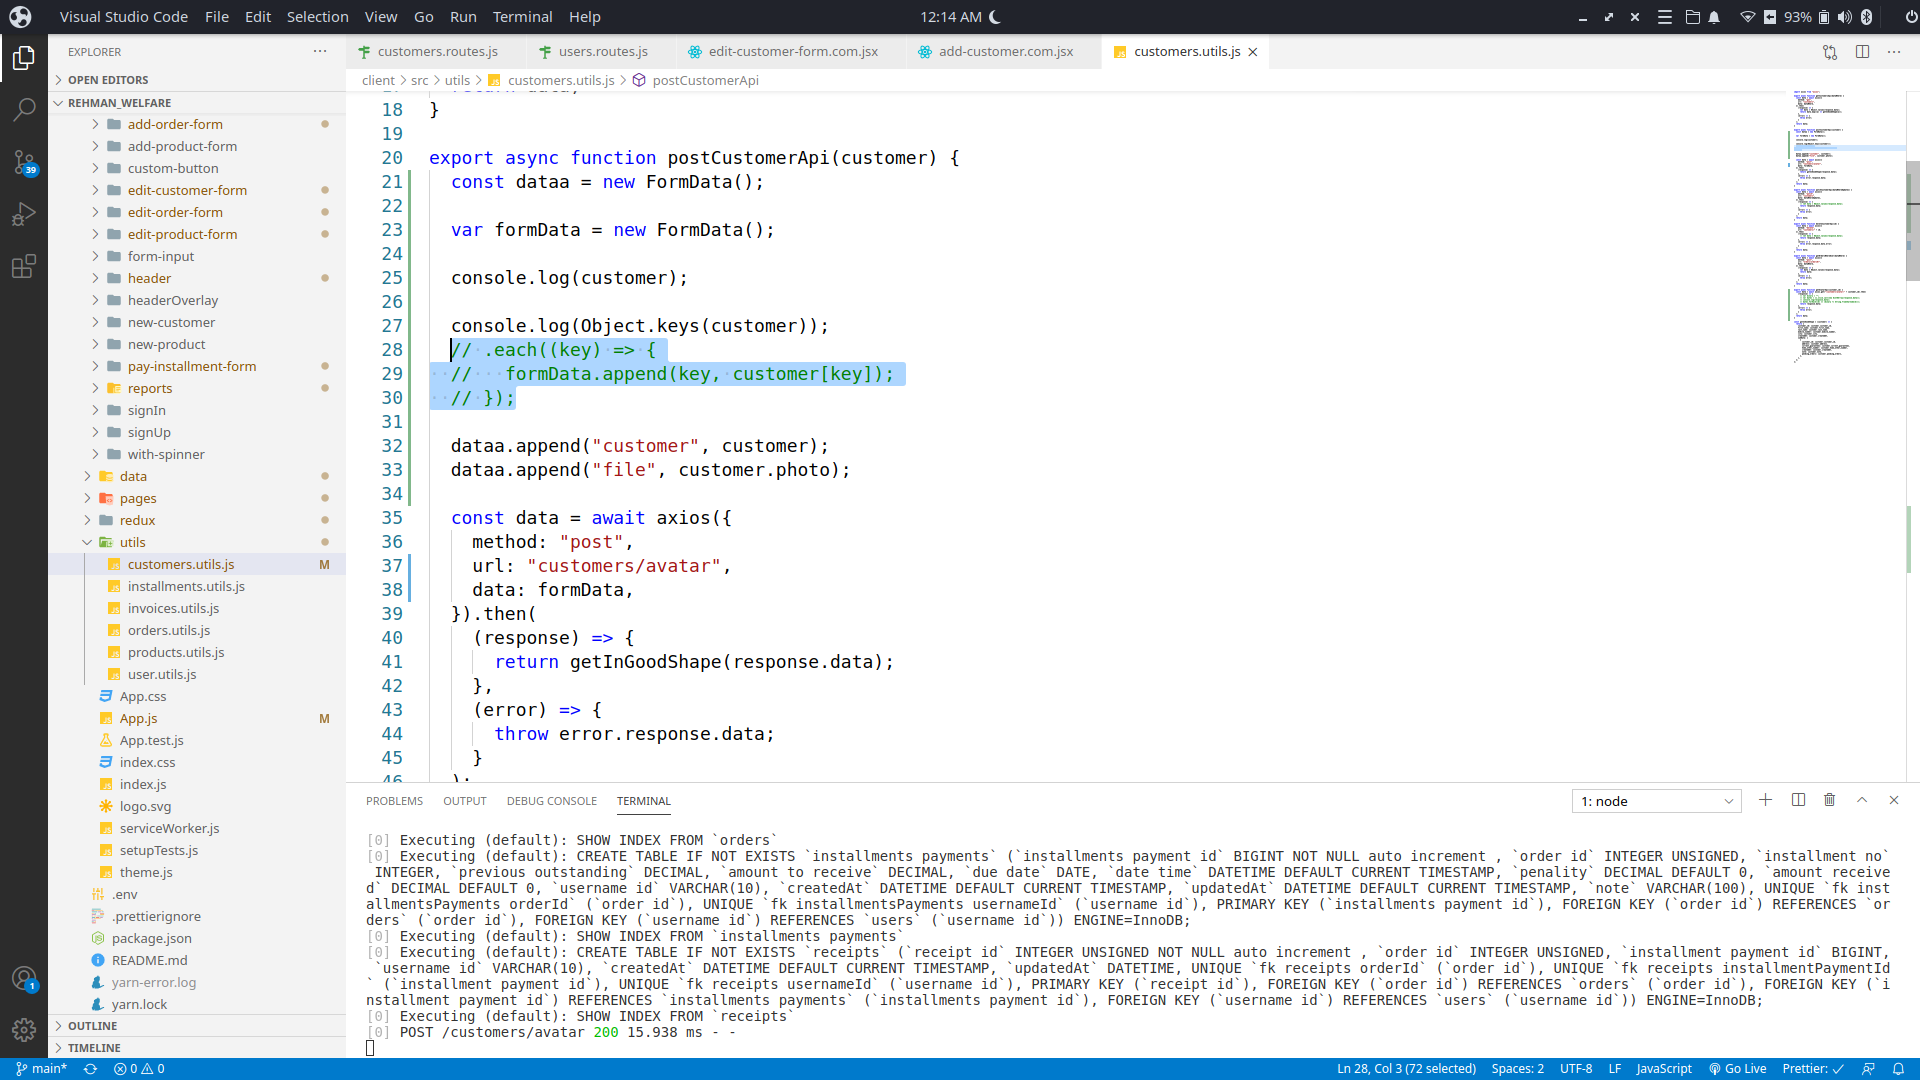 Visual Studio Code File Edit Selection View Go Run Terminal Help 12:14 AM 93%
EXPLORER
OPEN EDITORS
REHMAN_WELFARE
add-order-form
add-product-form
custom-button
edit-customer-form
edit-order-form
edit-product-form
form-input
header
headerOverlay
new-customer
new-product
pay-installment-form
reports
signIn
signUp
with-spinner
data
pages
redux
utils
customers.utils.js M
installments.utils.js
invoices.utils.js
orders.utils.js
products.utils.js
user.utils.js
App.css
App.js M
App.test.js
index.css
index.js
logo.svg
serviceWorker.js
setupTests.js
theme.js
.env
.prettierignore
package.json
README.md
yarn-error.log
yarn.lock
OUTLINE
TIMELINE
39
1
customers.routes.js users.routes.js edit-customer-form.com.jsx add-customer.com.jsx customers.utils.js
client > src > utils > customers.utils.js > postCustomerApi
18 }
19
20 export async function postCustomerApi(customer) {
21 const dataa = new FormData();
22
23 var formData = new FormData();
24
25 console.log(customer);
26
27 console.log(Object.keys(customer));
28 // .each((key) => {
29 // formData.append(key, customer[key]);
30 // });
31
32 dataa.append("customer", customer);
33 dataa.append("file", customer.photo);
34
35 const data = await axios({
36 method: "post",
37 url: "customers/avatar",
38 data: formData,
39 }).then(
40 (response) => {
41 return getInGoodShape(response.data);
42 },
43 (error) => {
44 throw error.response.data;
45 }
46 );
PROBLEMS OUTPUT DEBUG CONSOLE TERMINAL 1: node
[0] Executing (default): SHOW INDEX FROM `orders`
[0] Executing (default): CREATE TABLE IF NOT EXISTS `installments payments` (`installments payment id` BIGINT NOT NULL auto increment , `order id` INTEGER UNSIGNED, `installment no`
INTEGER, `previous outstanding` DECIMAL, `amount to receive` DECIMAL, `due date` DATE, `date time` DATETIME DEFAULT CURRENT TIMESTAMP, `penality` DECIMAL DEFAULT 0, `amount receive
d` DECIMAL DEFAULT 0, `username id` VARCHAR(10), `createdAt` DATETIME DEFAULT CURRENT TIMESTAMP, `updatedAt` DATETIME DEFAULT CURRENT TIMESTAMP, `note` VARCHAR(100), UNIQUE `fk inst
allmentsPayments orderId` (`order id`), UNIQUE `fk installmentsPayments usernameId` (`username id`), PRIMARY KEY (`installments payment id`), FOREIGN KEY (`order id`) REFERENCES `or
ders` (`order id`), FOREIGN KEY (`username id`) REFERENCES `users` (`username id`)) ENGINE=InnoDB;
[0] Executing (default): SHOW INDEX FROM `installments payments`
[0] Executing (default): CREATE TABLE IF NOT EXISTS `receipts` (`receipt id` INTEGER UNSIGNED NOT NULL auto increment , `order id` INTEGER UNSIGNED, `installment payment id` BIGINT,
`username id` VARCHAR(10), `createdAt` DATETIME DEFAULT CURRENT TIMESTAMP, `updatedAt` DATETIME, UNIQUE `fk receipts orderId` (`order id`), UNIQUE `fk receipts installmentPaymentId
` (`installment payment id`), UNIQUE `fk receipts usernameId` (`username id`), PRIMARY KEY (`receipt id`), FOREIGN KEY (`order id`) REFERENCES `orders` (`order id`), FOREIGN KEY (`i
nstallment payment id`) REFERENCES `installments payments` (`installments payment id`), FOREIGN KEY (`username id`) REFERENCES `users` (`username id`)) ENGINE=InnoDB;
[0] Executing (default): SHOW INDEX FROM `receipts`
[0] POST /customers/avatar 200 15.938 ms - -
main* 0 0 Ln 28, Col 3 (72 selected) Spaces: 2 UTF-8 LF JavaScript Go Live Prettier: ✓